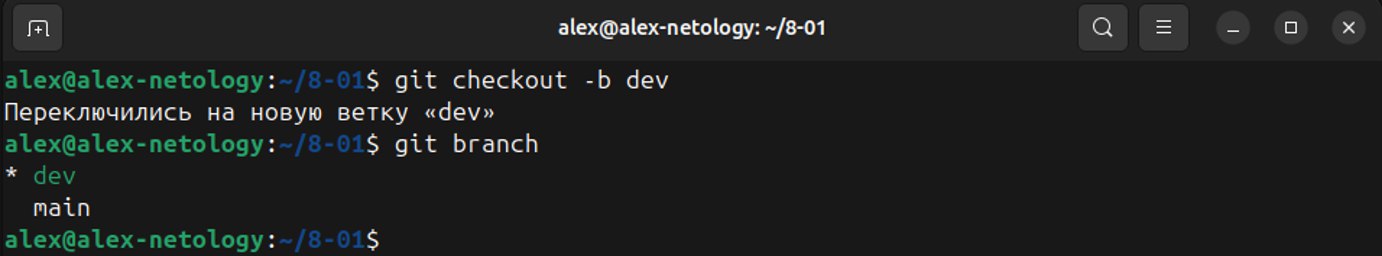 alex@alex-netology: ~/8-01
alex@alex-netology:~/8-01$ git checkout -b dev
Переключились на новую ветку «dev»
alex@alex-netology:~/8-01$ git branch
* dev
  main
alex@alex-netology:~/8-01$